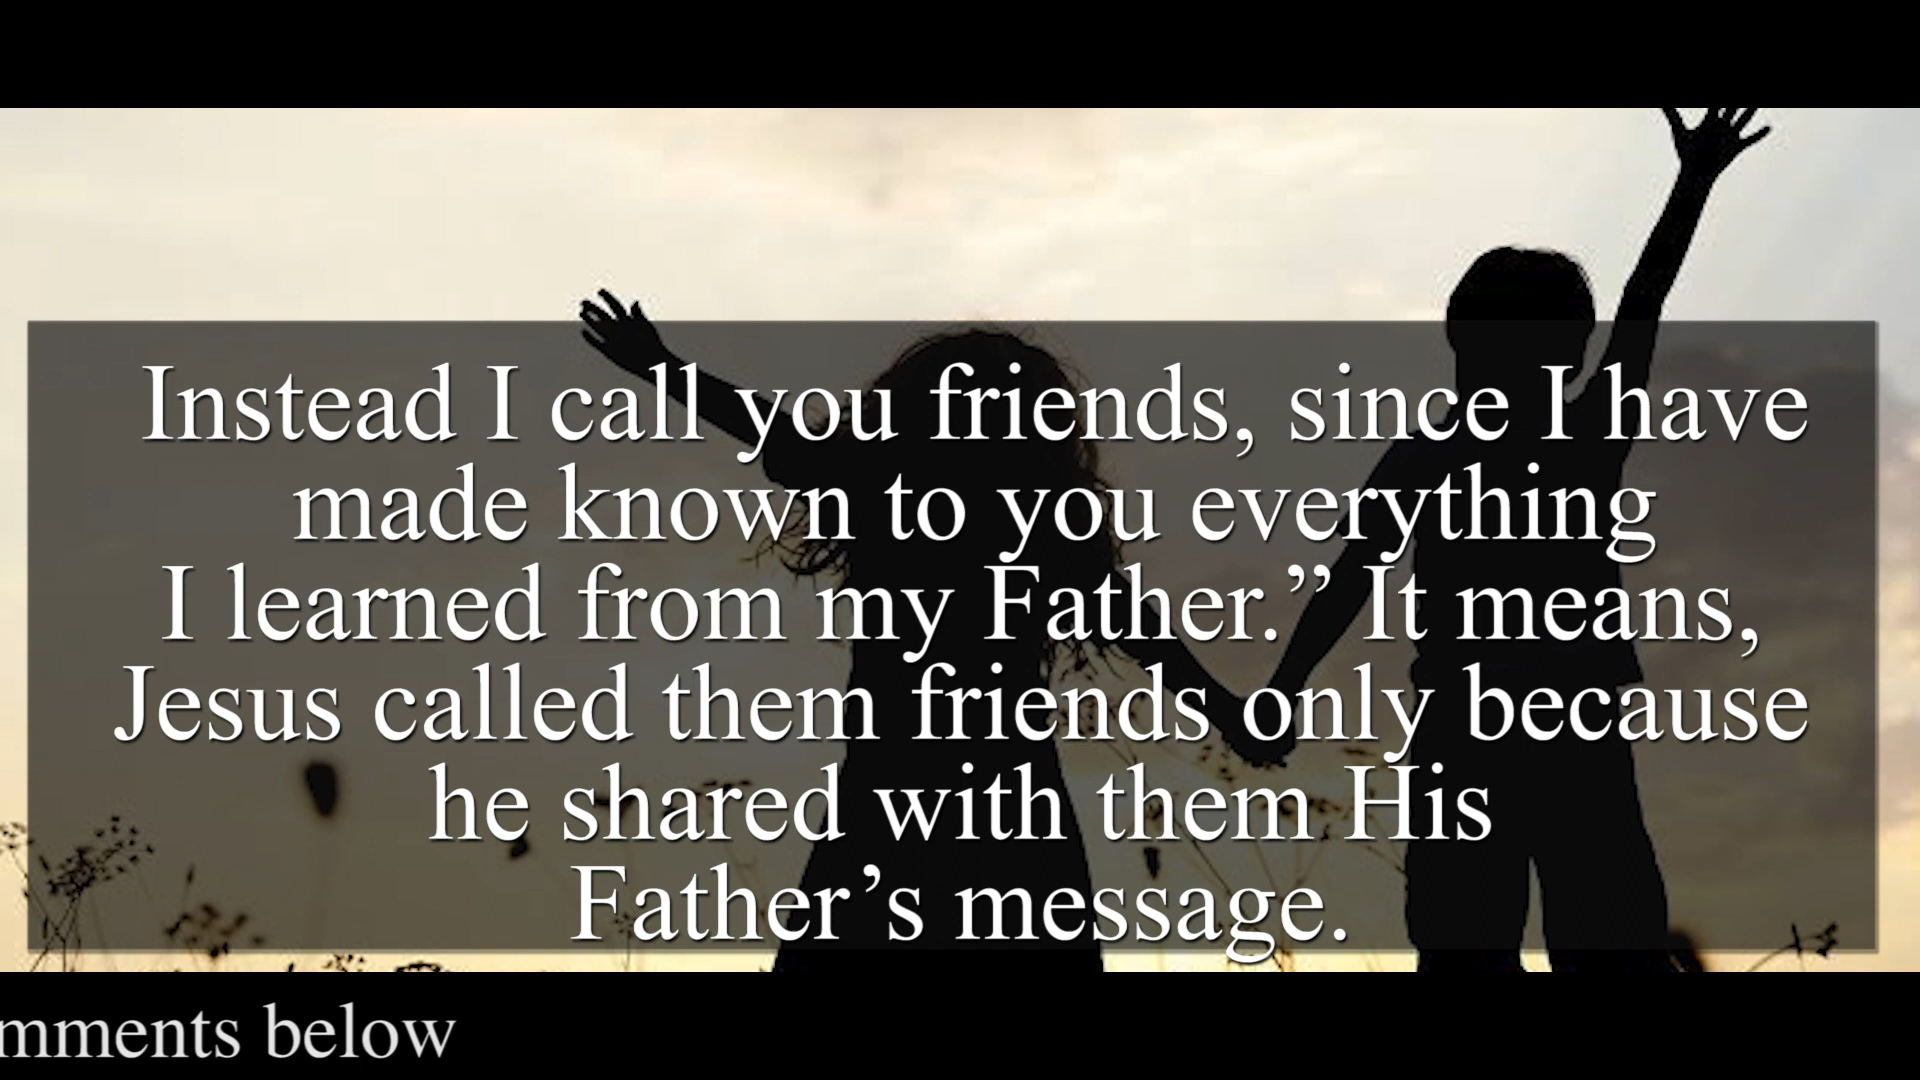 Instead I call you friends, since I have
made known to you everything
I learned from my Father.” It means,
Jesus called them friends only because
he shared with them His
Father’s message.
mments below